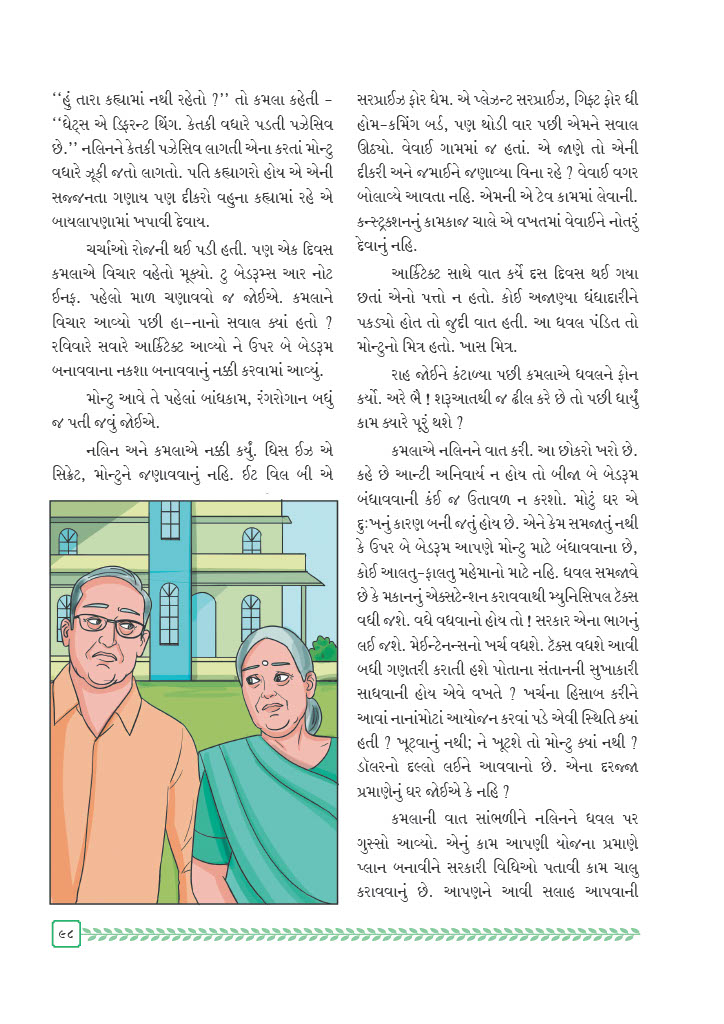 ‘‘હું તારા કહ્યામાં નથી રહેતો ?’’ તો કમલા કહેતી –
‘‘ધેટ્સ એ ડિફરન્ટ થિંગ. કેતકી વધારે પડતી પઝેસિવ
છે.’’ નલિનને કેતકી પઝેસિવ લાગતી એના કરતાં મોન્ટુ
વધારે ઝૂકી જતો લાગતો. પતિ કહ્યાગરો હોય એ એની
સજ્જનતા ગણાય પણ દીકરો વહુના કહ્યામાં રહે એ
બાયલાપણામાં ખપાવી દેવાય.
ચર્ચાઓ રોજની થઈ પડી હતી. પણ એક દિવસ
કમલાએ વિચાર વહેતો મૂક્યો. ટુ બેડરૂમ્સ આર નોટ
ઈનફ. પહેલો માળ ચણાવવો જ જોઈએ. કમલાને
વિચાર આવ્યો પછી હા-નાનો સવાલ ક્યાં હતો ?
રવિવારે સવારે આર્કિટેક્ટ આવ્યો ને ઉપર બે બેડરૂમ
બનાવવાના નકશા બનાવવાનું નક્કી કરવામાં આવ્યું.
મોન્ટુ આવે તે પહેલાં બાંધકામ, રંગરોગાન બધું
જ પતી જવું જોઈએ.
નલિન અને કમલાએ નક્કી કર્યું. ધિસ ઈઝ એ
સિક્રેટ, મોન્ટુને જણાવવાનું નહિ. ઈટ વિલ બી એ
સરપ્રાઈઝ ફોર ધેમ. એ પ્લેઝન્ટ સરપ્રાઈઝ, ગિફ્ટ ફોર ધી
હોમ-કમિંગ બર્ડ, પણ થોડી વાર પછી એમને સવાલ
ઊઠયો. વેવાઈ ગામમાં જ હતાં. એ જાણે તો એની
દીકરી અને જમાઈને જણાવ્યા વિના રહે ? વેવાઈ વગર
બોલાવ્યે આવતા નહિ. એમની એ ટેવ કામમાં લેવાની.
કન્સ્ટ્રક્શનનું કામકાજ ચાલે એ વખતમાં વેવાઈને નોતરું
દેવાનું નહિ.
આર્કિટેક્ટ સાથે વાત કર્યે દસ દિવસ થઈ ગયા
છતાં એનો પત્તો ન હતો. કોઈ અજાણ્યા ધંધાદારીને
પકડ્યો હોત તો જુદી વાત હતી. આ ધવલ પંડિત તો
મોન્ટુનો મિત્ર હતો. ખાસ મિત્ર.
રાહ જોઈને કંટાળ્યા પછી કમલાએ ધવલને ફોન
કર્યો. અરે ભૈ ! શરૂઆતથી જ ઢીલ કરે છે તો પછી ધાર્યું
કામ ક્યારે પૂરું થશે ?
કમલાએ નલિનને વાત કરી. આ છોકરો ખરો છે.
કહે છે આન્ટી અનિવાર્ય ન હોય તો બીજા બે બેડરૂમ
બંધાવવાની કંઈ જ ઉતાવળ ન કરશો. મોટું ઘર એ
દુઃખનું કારણ બની જતું હોય છે. એને કેમ સમજાતું નથી
કે ઉપર બે બેડરૂમ આપણે મોન્ટુ માટે બંધાવવાના છે,
કોઈ આલતુ-ફાલતુ મહેમાનો માટે નહિ. ધવલ સમજાવે
છે કે મકાનનું એક્સટેન્શન કરાવવાથી મ્યુનિસિપલ ટૅક્સ
વધી જશે. વધે વધવાનો હોય તો ! સરકાર એના ભાગનું
લઈ જશે. મેઈન્ટેનન્સનો ખર્ચ વધશે. ટૅક્સ વધશે આવી
બધી ગણતરી કરાતી હશે પોતાના સંતાનની સુખાકારી
સાધવાની હોય એવે વખતે ? ખર્ચના હિસાબ કરીને
આવાં નાનાંમોટાં આયોજન કરવાં પડે એવી સ્થિતિ ક્યાં
હતી ? ખૂટવાનું નથી; ને ખૂટશે તો મોન્ટુ ક્યાં નથી ?
ડૉલરનો દલ્લો લઈને આવવાનો છે. એના દરજ્જા
પ્રમાણેનું ઘર જોઈએ કે નહિ ?
કમલાની વાત સાંભળીને નલિનને ધવલ પર
ગુસ્સો આવ્યો. એનું કામ આપણી યોજના પ્રમાણે
પ્લાન બનાવીને સરકારી વિધિઓ પતાવી કામ ચાલુ
કરાવવાનું છે. આપણને આવી સલાહ આપવાની
૯૮